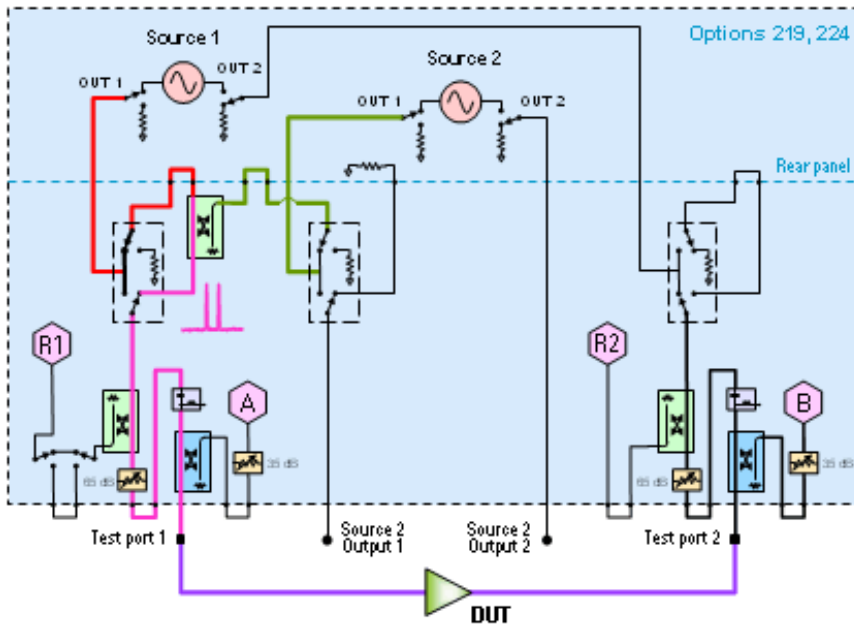 Options 219, 224
Source 1
OUT 1
OUT 2
Source 2
OUT 1
OUT 2
Rear panel
R1
A
R2
B
65 dB
35 dB
65 dB
35 dB
Test port 1
Source 2
Output 1
Source 2
Output 2
Test port 2
DUT